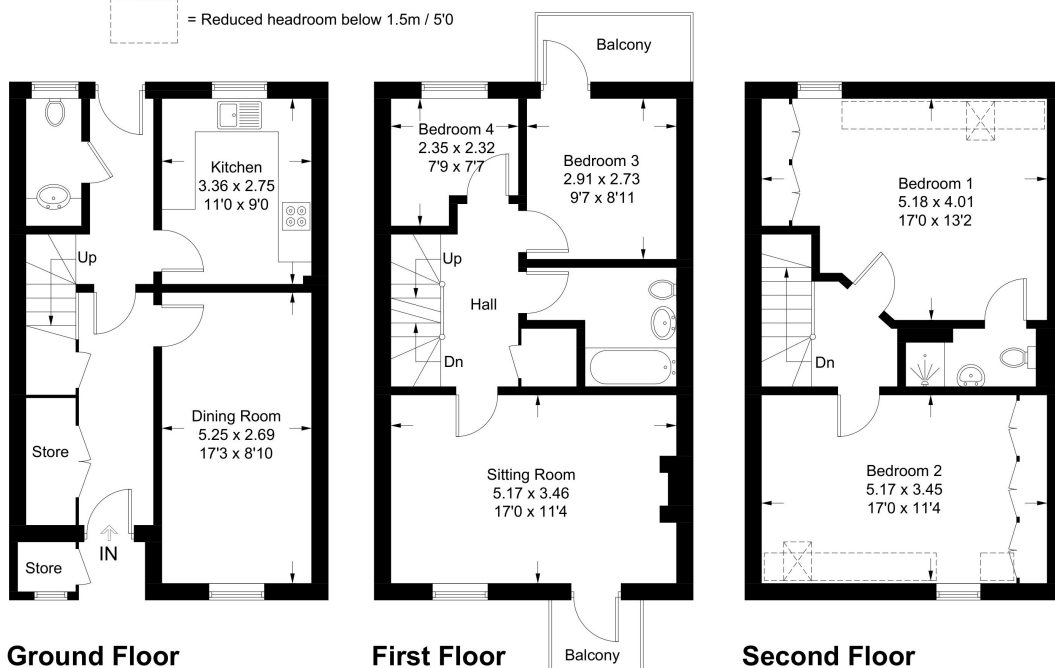 = Reduced headroom below 1.5m / 5'0
Balcony
Kitchen
3.36 x 2.75
11'0 x 9'0
Up
Dining Room
5.25 x 2.69
17'3 x 8'10
Store
IN
Store
Ground Floor
Bedroom 4
2.35 x 2.32
7'9 x 7'7
Bedroom 3
2.91 x 2.73
9'7 x 8'11
Up
Hall
Dn
Sitting Room
5.17 x 3.46
17'0 x 11'4
Balcony
First Floor
Bedroom 1
5.18 x 4.01
17'0 x 13'2
Dn
Bedroom 2
5.17 x 3.45
17'0 x 11'4
Second Floor